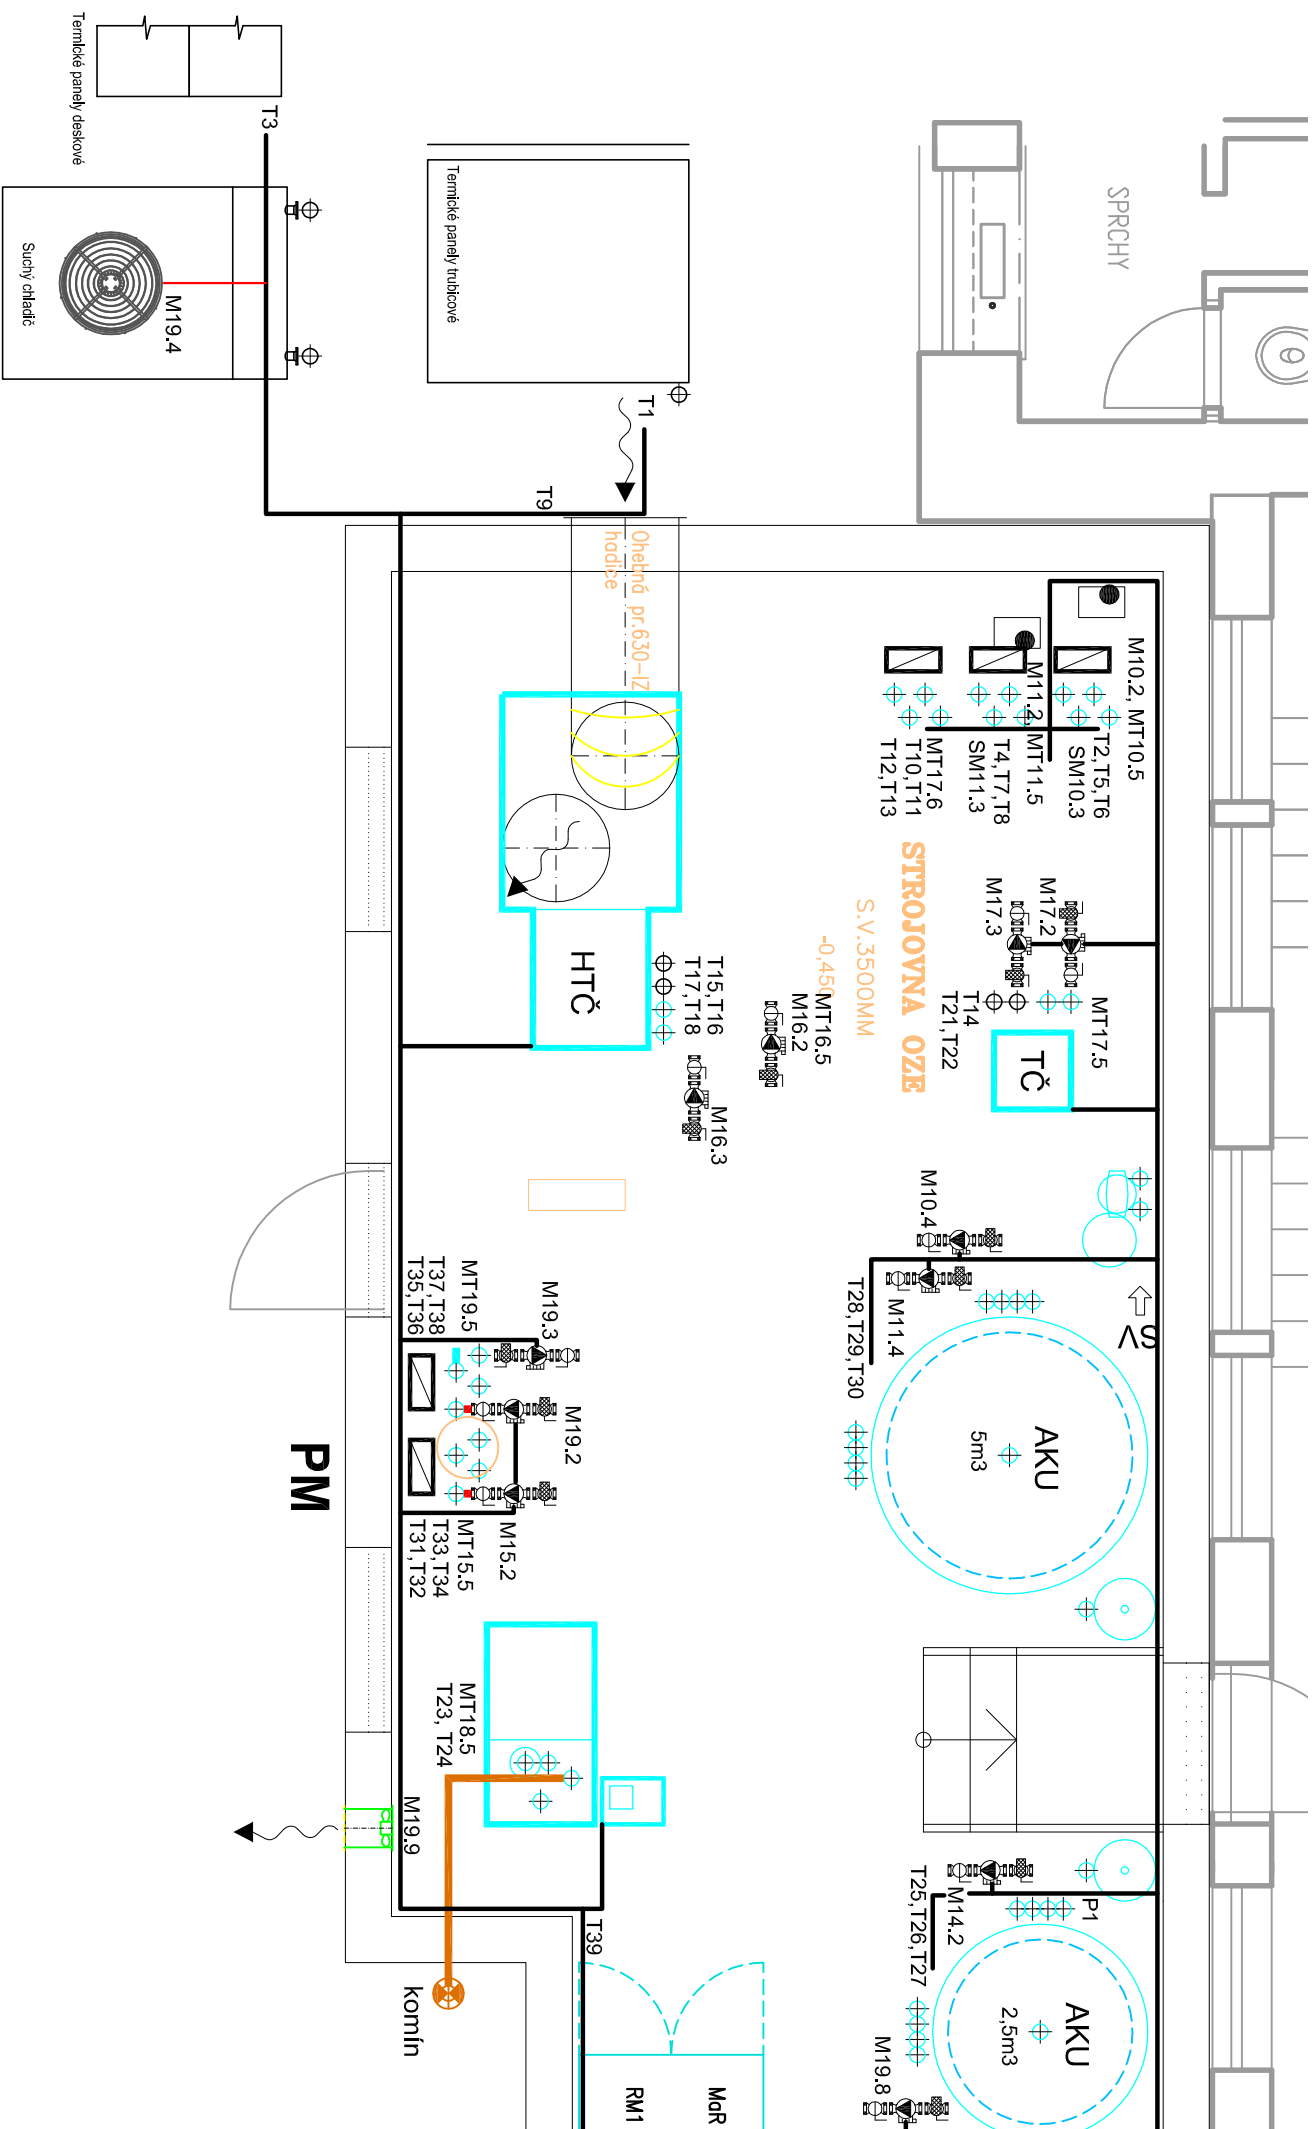 Termické panely deskové
T3
Suchý chladič
M19.4
Termické panely trubicové
T1
T9
SPRCHY
Ohebná pr.630-IZ
hadice
M10.2, MT10.5
T2,T5,T6
SM10.3
M11.2, MT11.5
T4,T7,T8
SM11.3
MT17.6
T10,T11
T12,T13
STROJOVNA OZE
S.V.3500MM
-0,450
M17.2
M17.3
MT17.5
T14
T21,T22
TČ
HTČ
T15,T16
T17,T18
MT16.5
M16.2
M16.3
M10.4
M11.4
T28,T29,T30
SV
AKU
5m3
M19.3
MT19.5
T37,T38
T35,T36
M19.2
M15.2
MT15.5
T33,T34
T31,T32
PM
MT18.5
T23, T24
M19.9
T39
komín
P1
M14.2
T25,T26,T27
AKU
2,5m3
M19.8
MaR
RM1